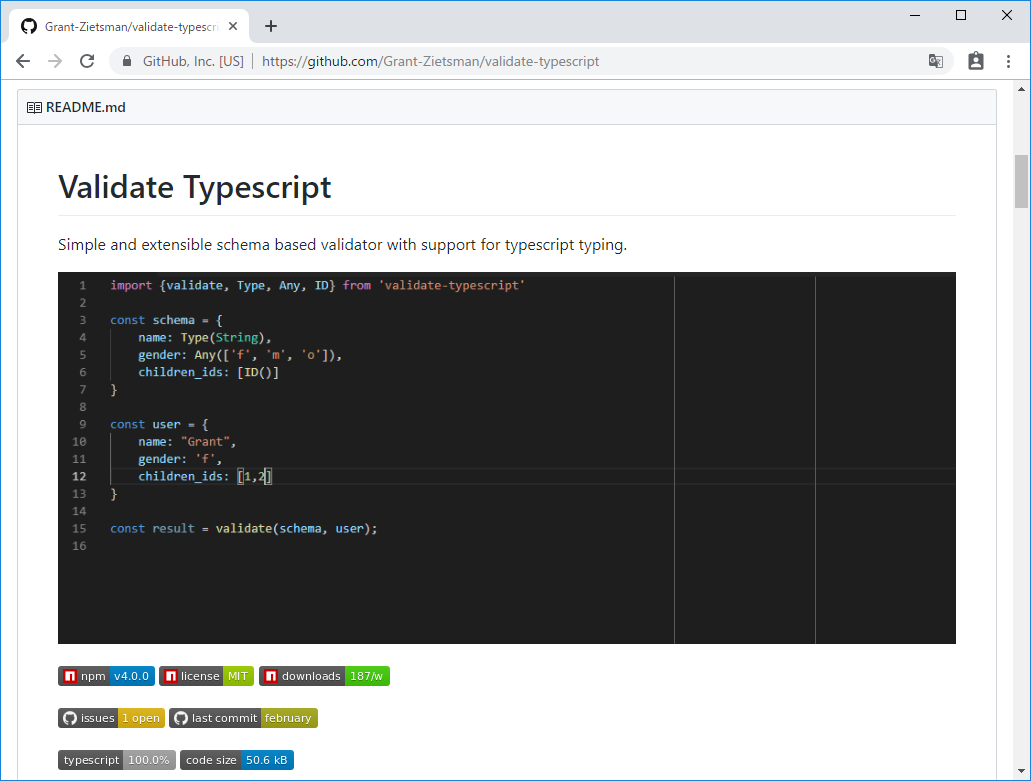 Grant-Zietsman/validate-typescri
GitHub, Inc. [US] | https://github.com/Grant-Zietsman/validate-typescript
README.md
Validate Typescript
Simple and extensible schema based validator with support for typescript typing.
1 import {validate, Type, Any, ID} from 'validate-typescript'
2
3 const schema = {
4 name: Type(String),
5 gender: Any(['f', 'm', 'o']),
6 children_ids: [ID()]
7 }
8
9 const user = {
10 name: "Grant",
11 gender: 'f',
12 children_ids: [1,2]
13 }
14
15 const result = validate(schema, user);
16
npm v4.0.0 license MIT downloads 187/w
issues 1 open last commit february
typescript 100.0% code size 50.6 kB